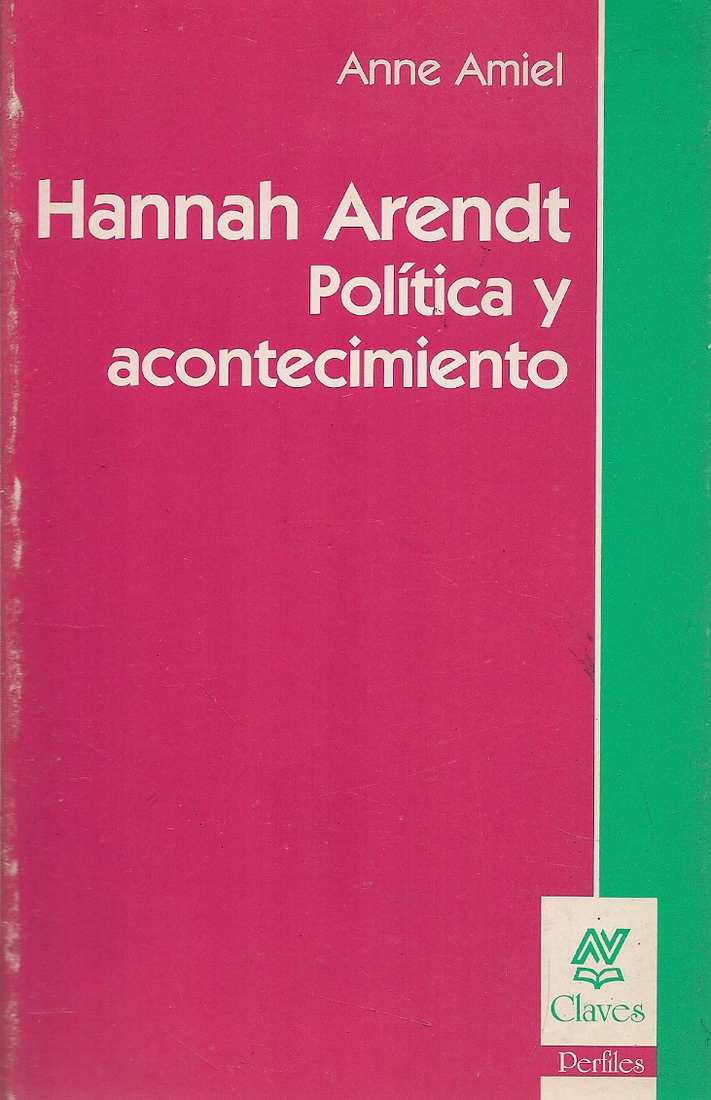 Anne Amiel
Hannah Arendt
Política y
acontecimiento
Claves
Perfiles